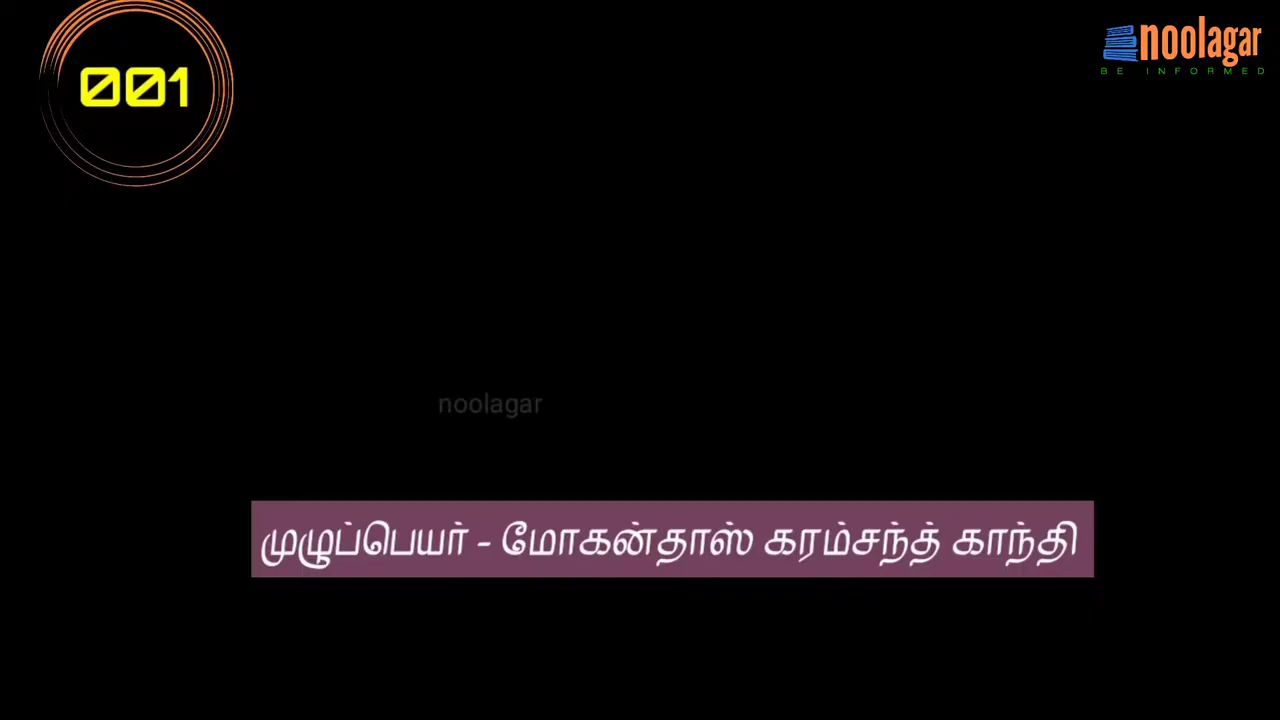 001
noolagar
BE INFORMED
noolagar
முழுப்பெயர் - மோகன்தாஸ் கரம்சந்த் காந்தி